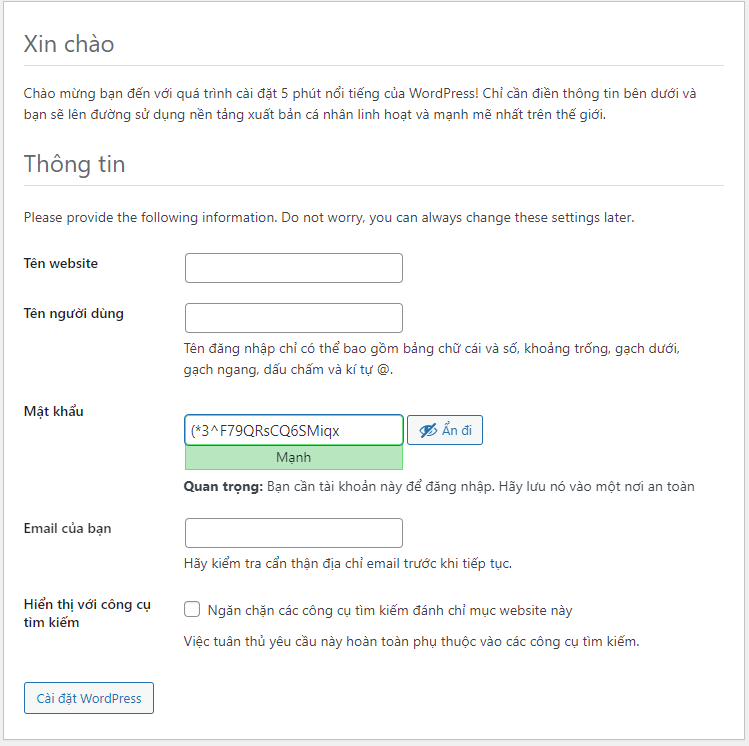 Xin chào
Chào mừng bạn đến với quá trình cài đặt 5 phút nổi tiếng của WordPress! Chỉ cần điền thông tin bên dưới và
bạn sẽ lên đường sử dụng nền tảng xuất bản cá nhân linh hoạt và mạnh mẽ nhất trên thế giới.
Thông tin
Please provide the following information. Do not worry, you can always change these settings later.
Tên website
Tên người dùng
Tên đăng nhập chỉ có thể bao gồm bảng chữ cái và số, khoảng trống, gạch dưới,
gạch ngang, dấu chấm và kí tự @.
Mật khẩu
(*3^F79QRsCQ6SMiqx
Ẩn đi
Mạnh
Quan trọng: Bạn cần tài khoản này để đăng nhập. Hãy lưu nó vào một nơi an toàn
Email của bạn
Hãy kiểm tra cẩn thận địa chỉ email trước khi tiếp tục.
Hiển thị với công cụ
tìm kiếm
Ngăn chặn các công cụ tìm kiếm đánh chỉ mục website này
Việc tuân thủ yêu cầu này hoàn toàn phụ thuộc vào các công cụ tìm kiếm.
Cài đặt WordPress